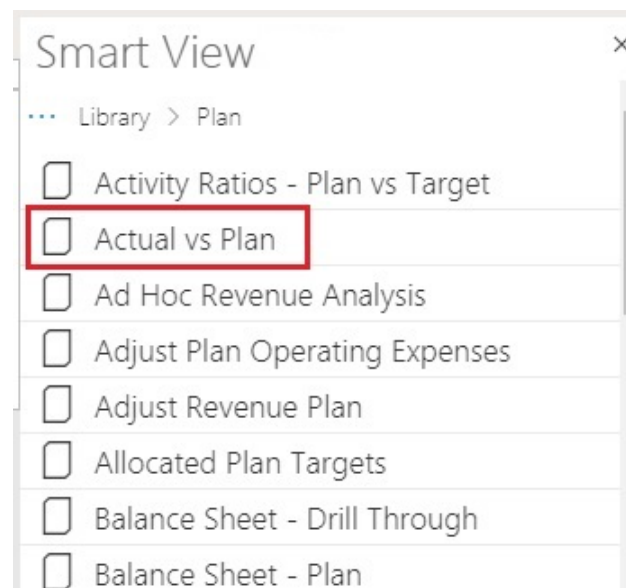 Smart View
··· Library > Plan
Activity Ratios - Plan vs Target
Actual vs Plan
Ad Hoc Revenue Analysis
Adjust Plan Operating Expenses
Adjust Revenue Plan
Allocated Plan Targets
Balance Sheet - Drill Through
Balance Sheet - Plan